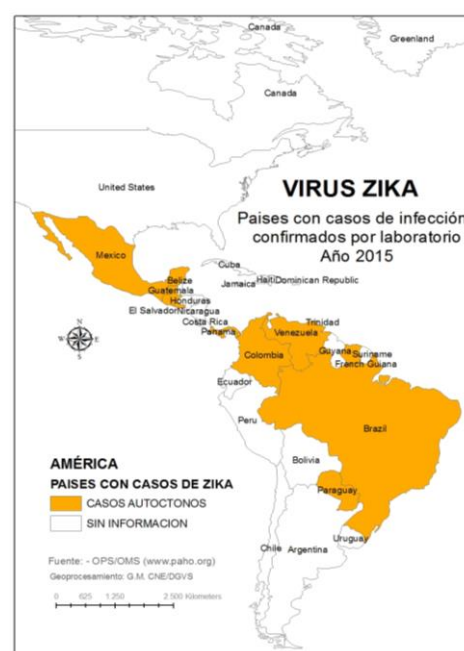 Canada
Greenland
Canada
United States
VIRUS ZIKA
Paises con casos de infección
confirmados por laboratorio
Año 2015
Mexico
Cuba
Haiti
Dominican Republic
Jamaica
Belize
Guatemala
Honduras
El Salvador
Nicaragua
Costa Rica
Panama
Trinidad
Venezuela
Guyana
Suriname
French Guiana
Colombia
Ecuador
Peru
Brazil
Bolivia
Paraguay
Uruguay
Chile
Argentina
N
W
E
S
AMÉRICA
PAISES CON CASOS DE ZIKA
CASOS AUTOCTONOS
SIN INFORMACION
Fuente: - OPS/OMS (www.paho.org)
Geoprocesamiento: G.M. CNE/DGVS
0 625 1.250 2.500 Kilometers